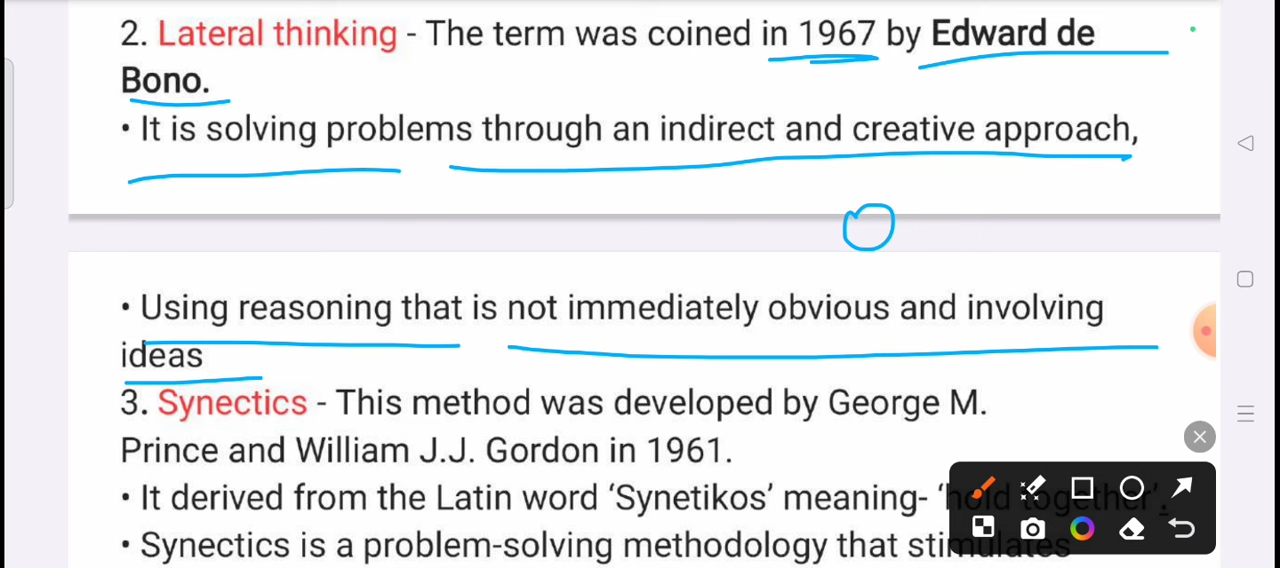 2. Lateral thinking - The term was coined in 1967 by Edward de
Bono.
• It is solving problems through an indirect and creative approach,
• Using reasoning that is not immediately obvious and involving
ideas
3. Synectics - This method was developed by George M.
Prince and William J.J. Gordon in 1961.
• It derived from the Latin word ‘Synetikos’ meaning- ‘hold together’.
• Synectics is a problem-solving methodology that stimulates